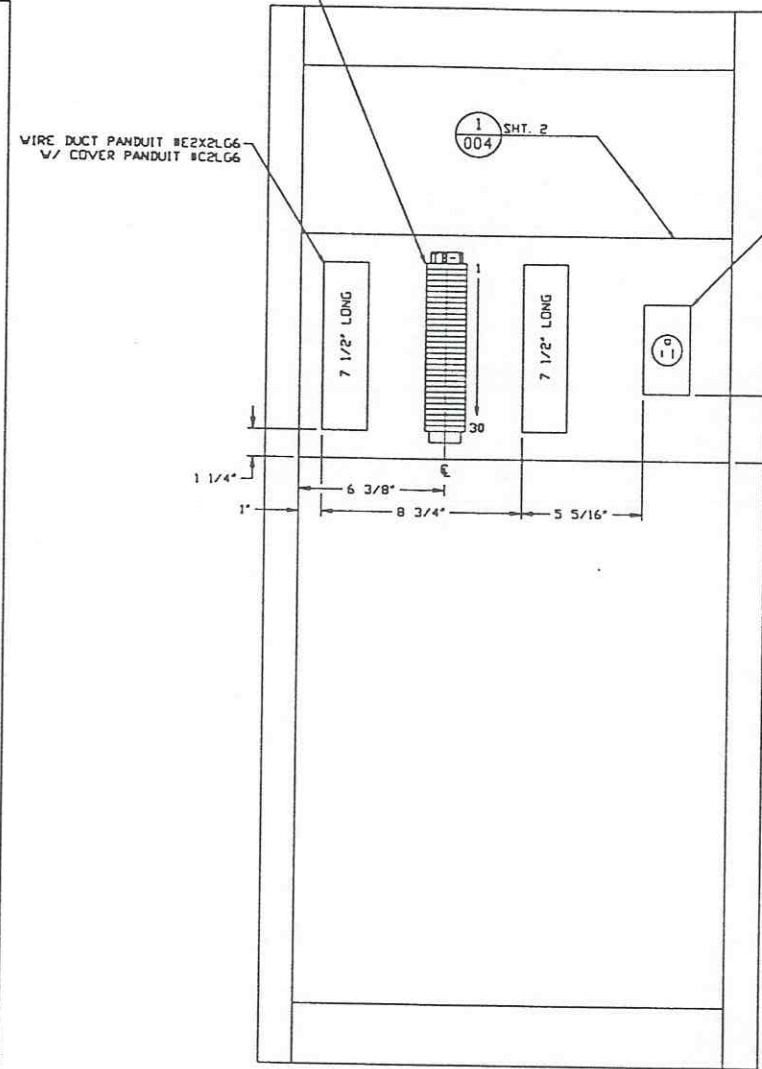 WIRE DUCT PANDUIT #E2X2LG6
W/ COVER PANDUIT #C2LG6
1
004
SHT. 2
TB-
1
7 1/2" LONG
7 1/2" LONG
30
1 1/4"
℄
6 3/8"
1"
8 3/4"
5 5/16"